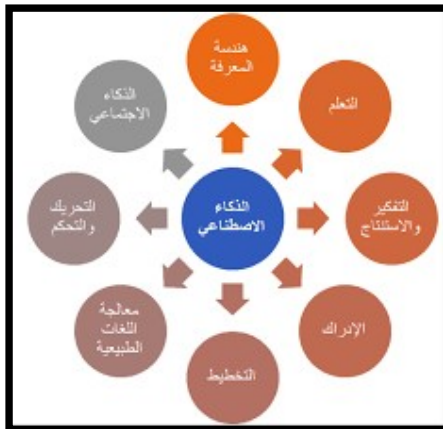 هندسة
المعرفة
التعلم
التفكير
والاستنتاج
الإدراك
التخطيط
معالجة
اللغات
الطبيعية
التحريك
والتحكم
الذكاء
الاجتماعي
الذكاء
الاصطناعي